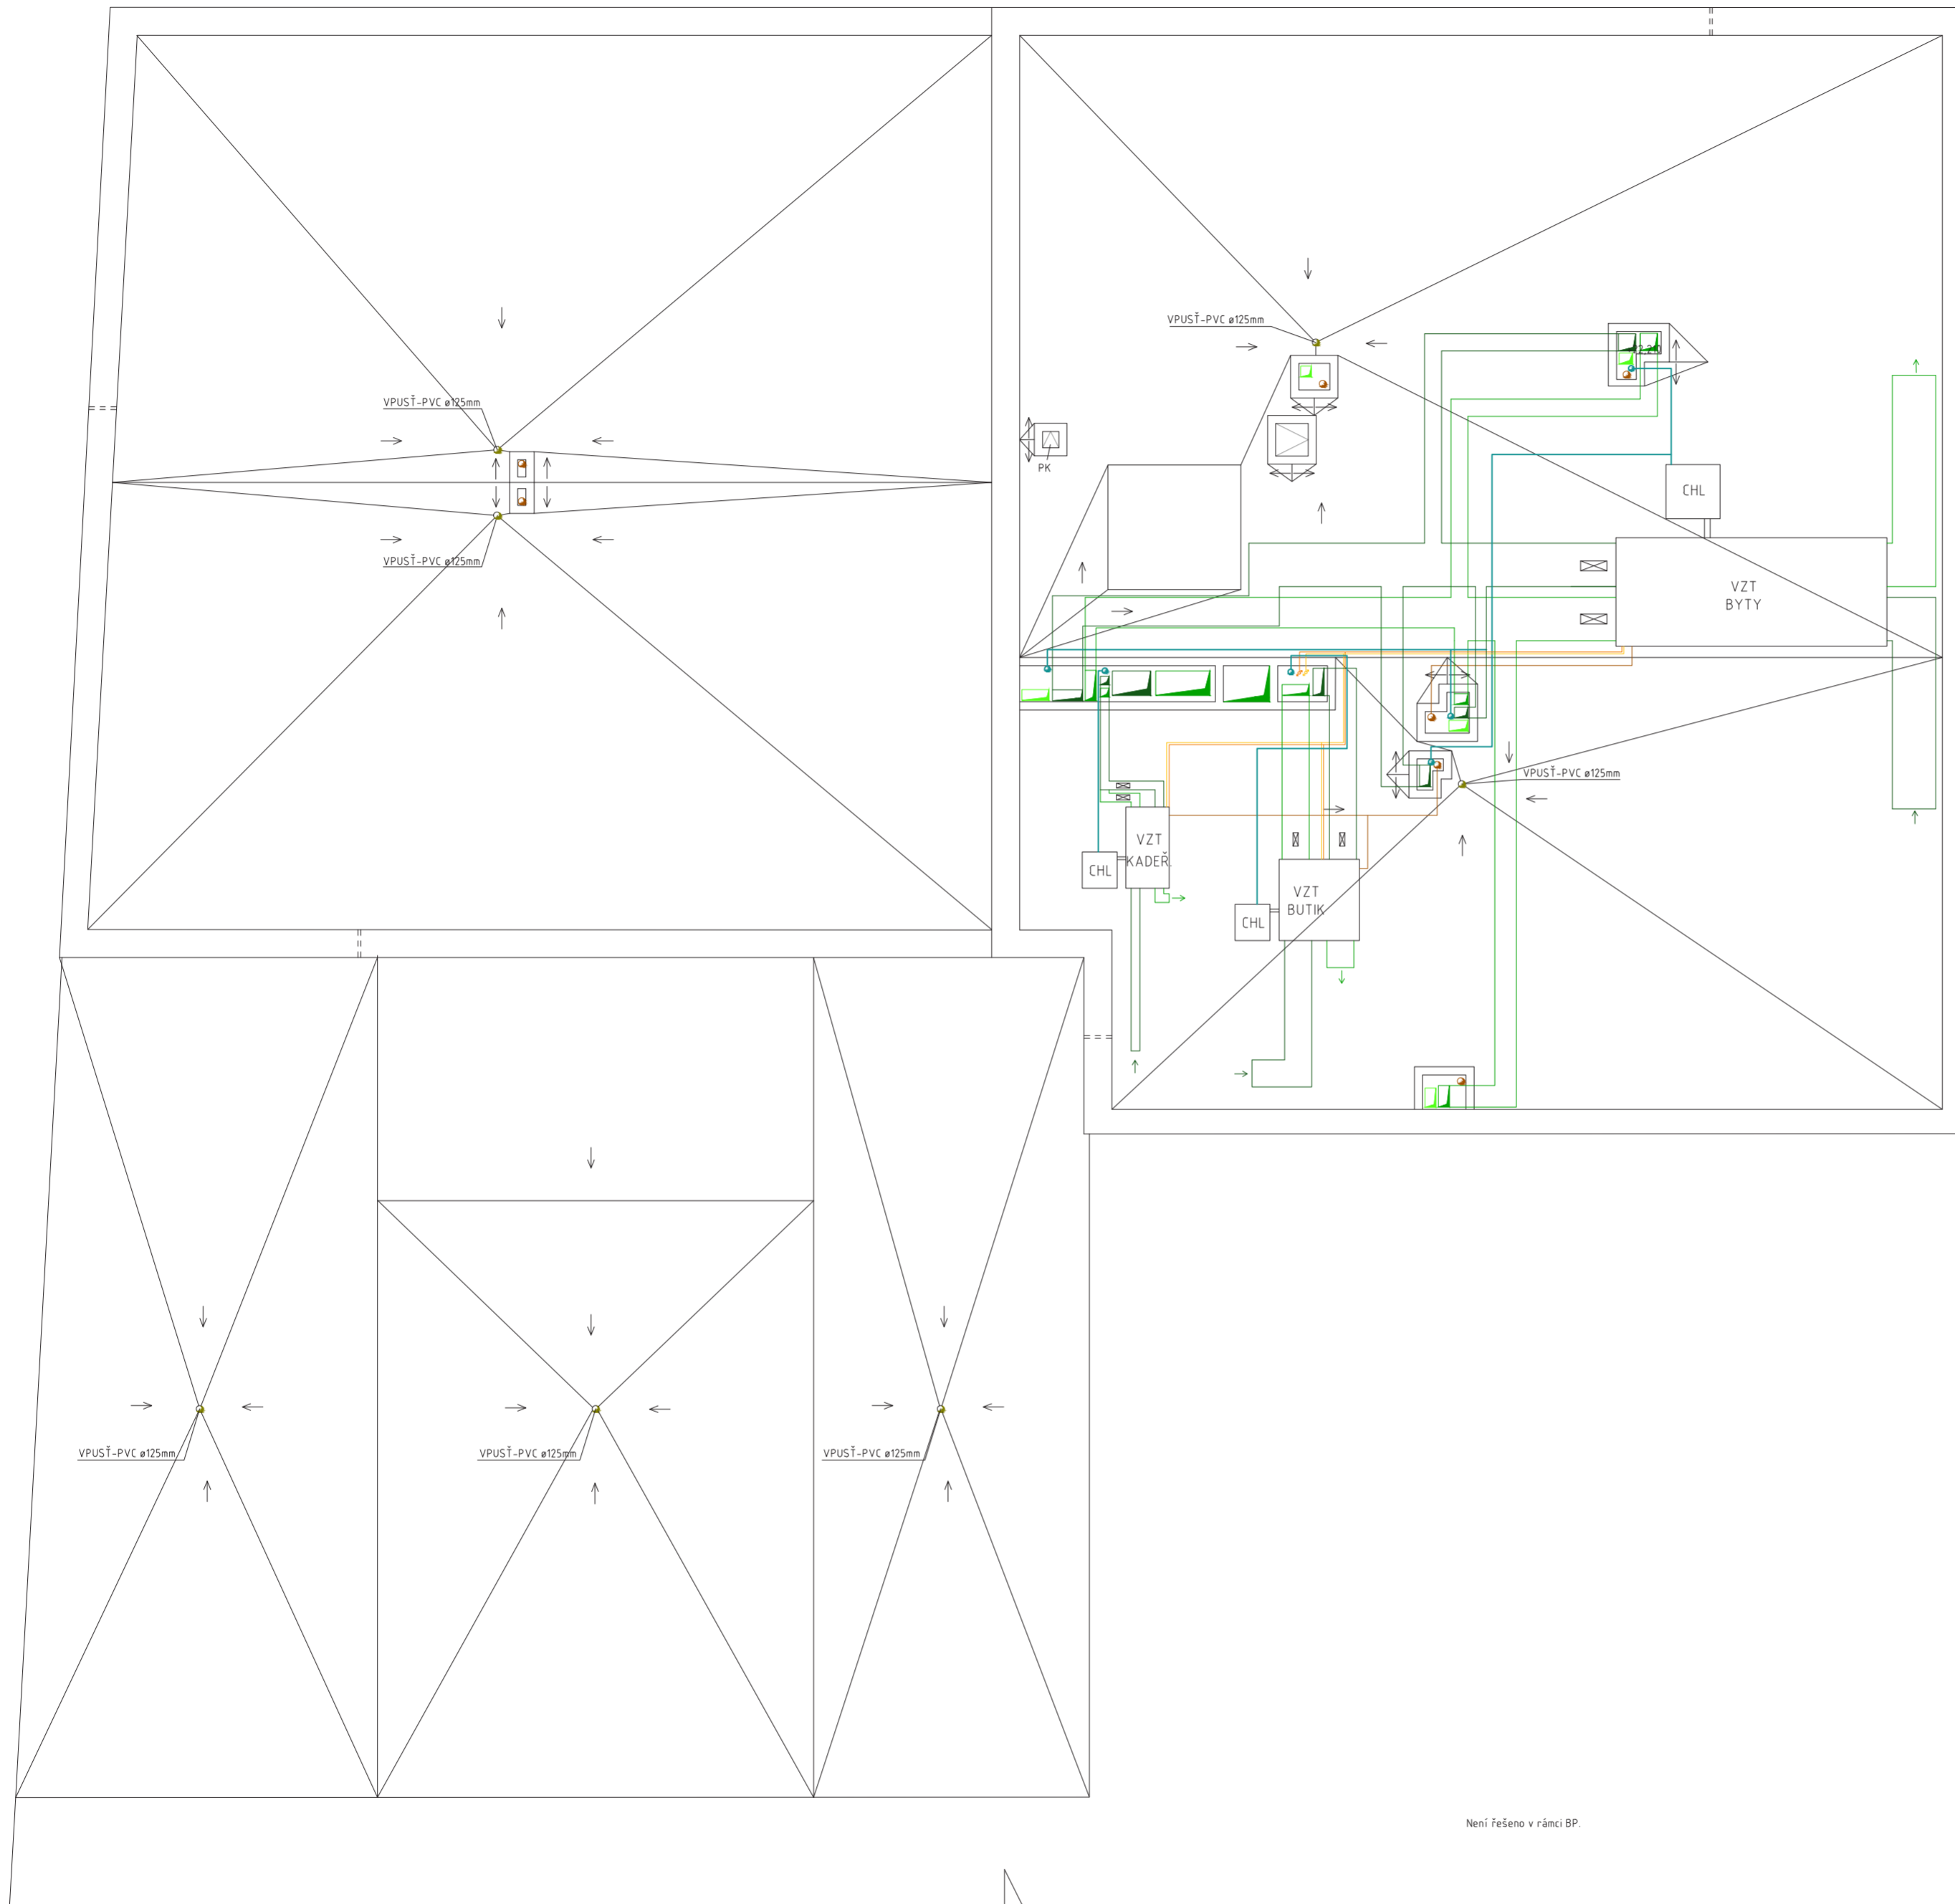 VPUSŤ-PVC ø125mm
VPUSŤ-PVC ø125mm
VPUSŤ-PVC ø125mm
PK
CHL
VZT
BYTY
VPUSŤ-PVC ø125mm
VZT
KADEŘ.
CHL
VZT
BUTIK
CHL
VPUSŤ-PVC ø125mm
VPUSŤ-PVC ø125mm
VPUSŤ-PVC ø125mm
Není řešeno v rámci BP.